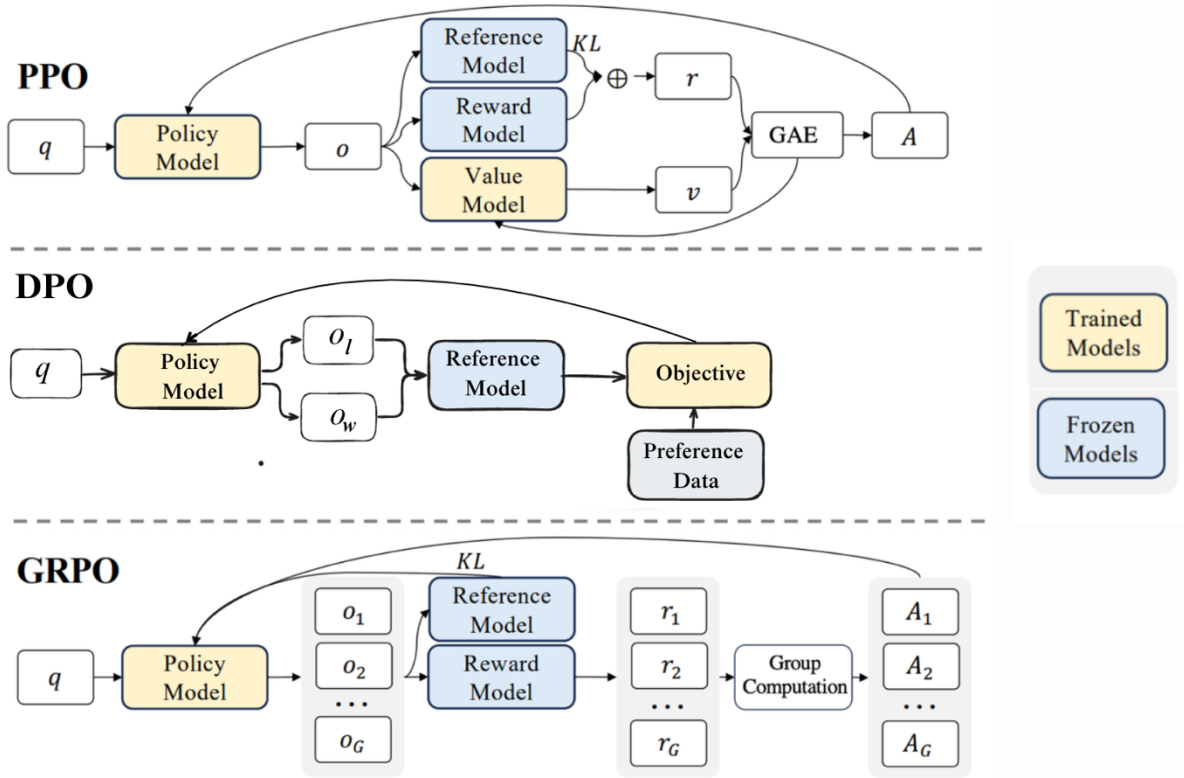 PPO
q
Policy
Model
o
Reference
Model
KL
Reward
Model
Value
Model
⊕
r
v
GAE
A
DPO
q
Policy
Model
o_l
o_w
Reference
Model
Objective
Preference
Data
Trained
Models
Frozen
Models
GRPO
q
Policy
Model
o_1
o_2
...
o_G
KL
Reference
Model
Reward
Model
r_1
r_2
...
r_G
Group
Computation
A_1
A_2
...
A_G